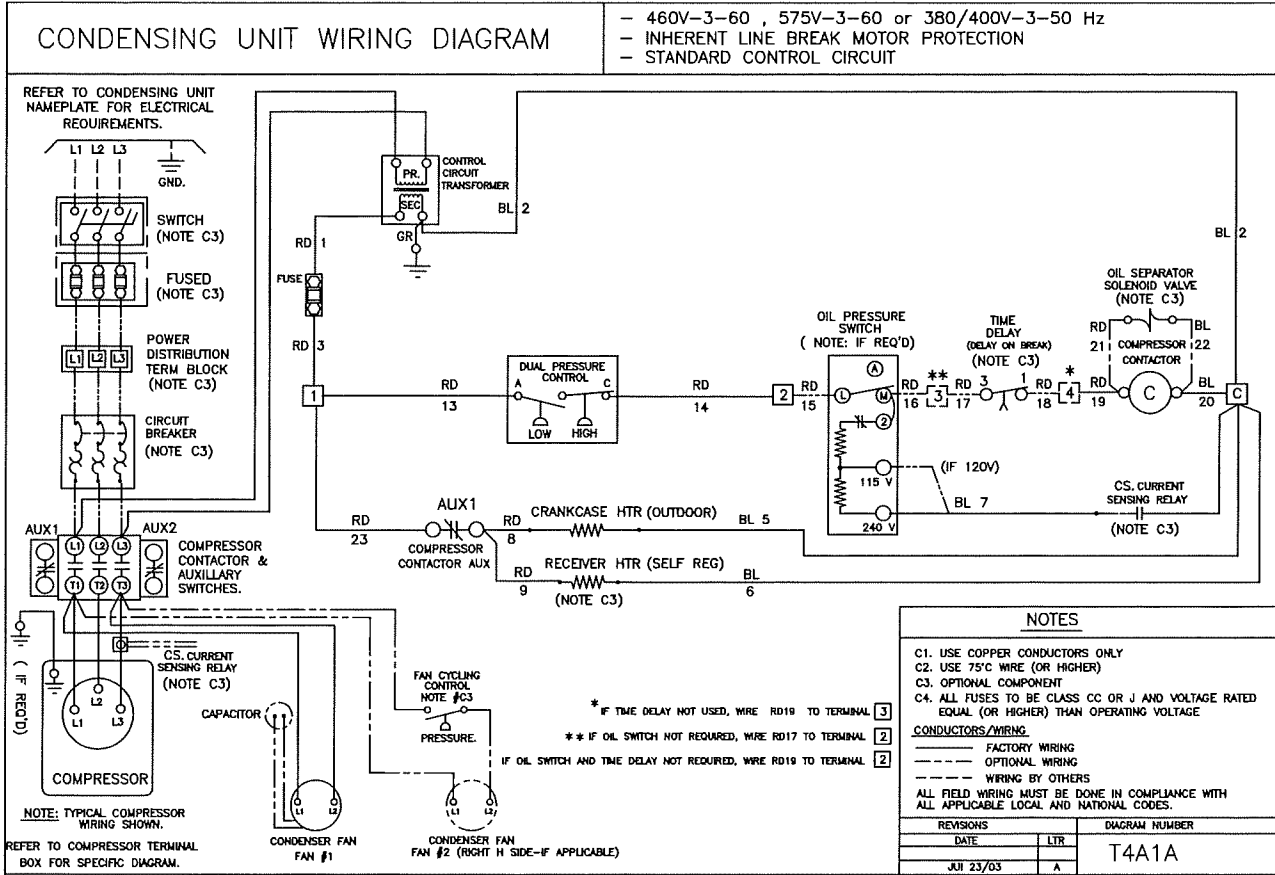 CONDENSING UNIT WIRING DIAGRAM
– 460V–3–60 , 575V–3–60 or 380/400V–3–50 Hz
– INHERENT LINE BREAK MOTOR PROTECTION
– STANDARD CONTROL CIRCUIT
REFER TO CONDENSING UNIT
NAMEPLATE FOR ELECTRICAL
REQUIREMENTS.
L1 L2 L3
GND.
SWITCH
(NOTE C3)
FUSED
(NOTE C3)
L1 L2 L3
POWER
DISTRIBUTION
TERM BLOCK
(NOTE C3)
CIRCUIT
BREAKER
(NOTE C3)
AUX1
L1 L2 L3
AUX2
T1 T2 T3
COMPRESSOR
CONTACTOR &
AUXILLARY
SWITCHES.
CS. CURRENT
SENSING RELAY
(NOTE C3)
( IF REQ'D)
L2
L1
L3
COMPRESSOR
NOTE: TYPICAL COMPRESSOR
WIRING SHOWN.
REFER TO COMPRESSOR TERMINAL
BOX FOR SPECIFIC DIAGRAM.
PR.
SEC
CONTROL
CIRCUIT
TRANSFORMER
GR
BL 2
BL 2
RD 1
FUSE
RD 3
1
RD
13
DUAL PRESSURE
CONTROL
A
C
LOW
HIGH
RD
14
2
RD
15
OIL PRESSURE
SWITCH
( NOTE: IF REQ'D)
A
L
M
2
115 V
240 V
RD
16
**
3
RD
17
TIME
DELAY
(DELAY ON BREAK)
(NOTE C3)
3
1
RD
18
*
4
RD
19
OIL SEPARATOR
SOLENOID VALVE
(NOTE C3)
RD
21
BL
22
COMPRESSOR
CONTACTOR
C
BL
20
C
(IF 120V)
BL 7
CS. CURRENT
SENSING RELAY
(NOTE C3)
RD
23
AUX1
COMPRESSOR
CONTACTOR AUX
RD
8
CRANKCASE HTR (OUTDOOR)
BL 5
RD
9
RECEIVER HTR (SELF REG)
(NOTE C3)
BL
6
CAPACITOR
L1
L2
CONDENSER FAN
FAN #1
FAN CYCLING
CONTROL
NOTE #C3
PRESSURE.
L1
L2
CONDENSER FAN
FAN #2 (RIGHT H SIDE–IF APPLICABLE)
* IF TIME DELAY NOT USED, WIRE RD19 TO TERMINAL 3
** IF OIL SWITCH NOT REQUIRED, WIRE RD17 TO TERMINAL 2
IF OIL SWITCH AND TIME DELAY NOT REQUIRED, WIRE RD19 TO TERMINAL 2
NOTES
C1. USE COPPER CONDUCTORS ONLY
C2. USE 75°C WIRE (OR HIGHER)
C3. OPTIONAL COMPONENT
C4. ALL FUSES TO BE CLASS CC OR J AND VOLTAGE RATED
EQUAL (OR HIGHER) THAN OPERATING VOLTAGE
CONDUCTORS/WIRNG
FACTORY WIRING
OPTIONAL WIRING
WIRING BY OTHERS
ALL FIELD WIRING MUST BE DONE IN COMPLIANCE WITH
ALL APPLICABLE LOCAL AND NATIONAL CODES.
REVISIONS
DATE
LTR
JUl 23/03
A
DIAGRAM NUMBER
T4A1A